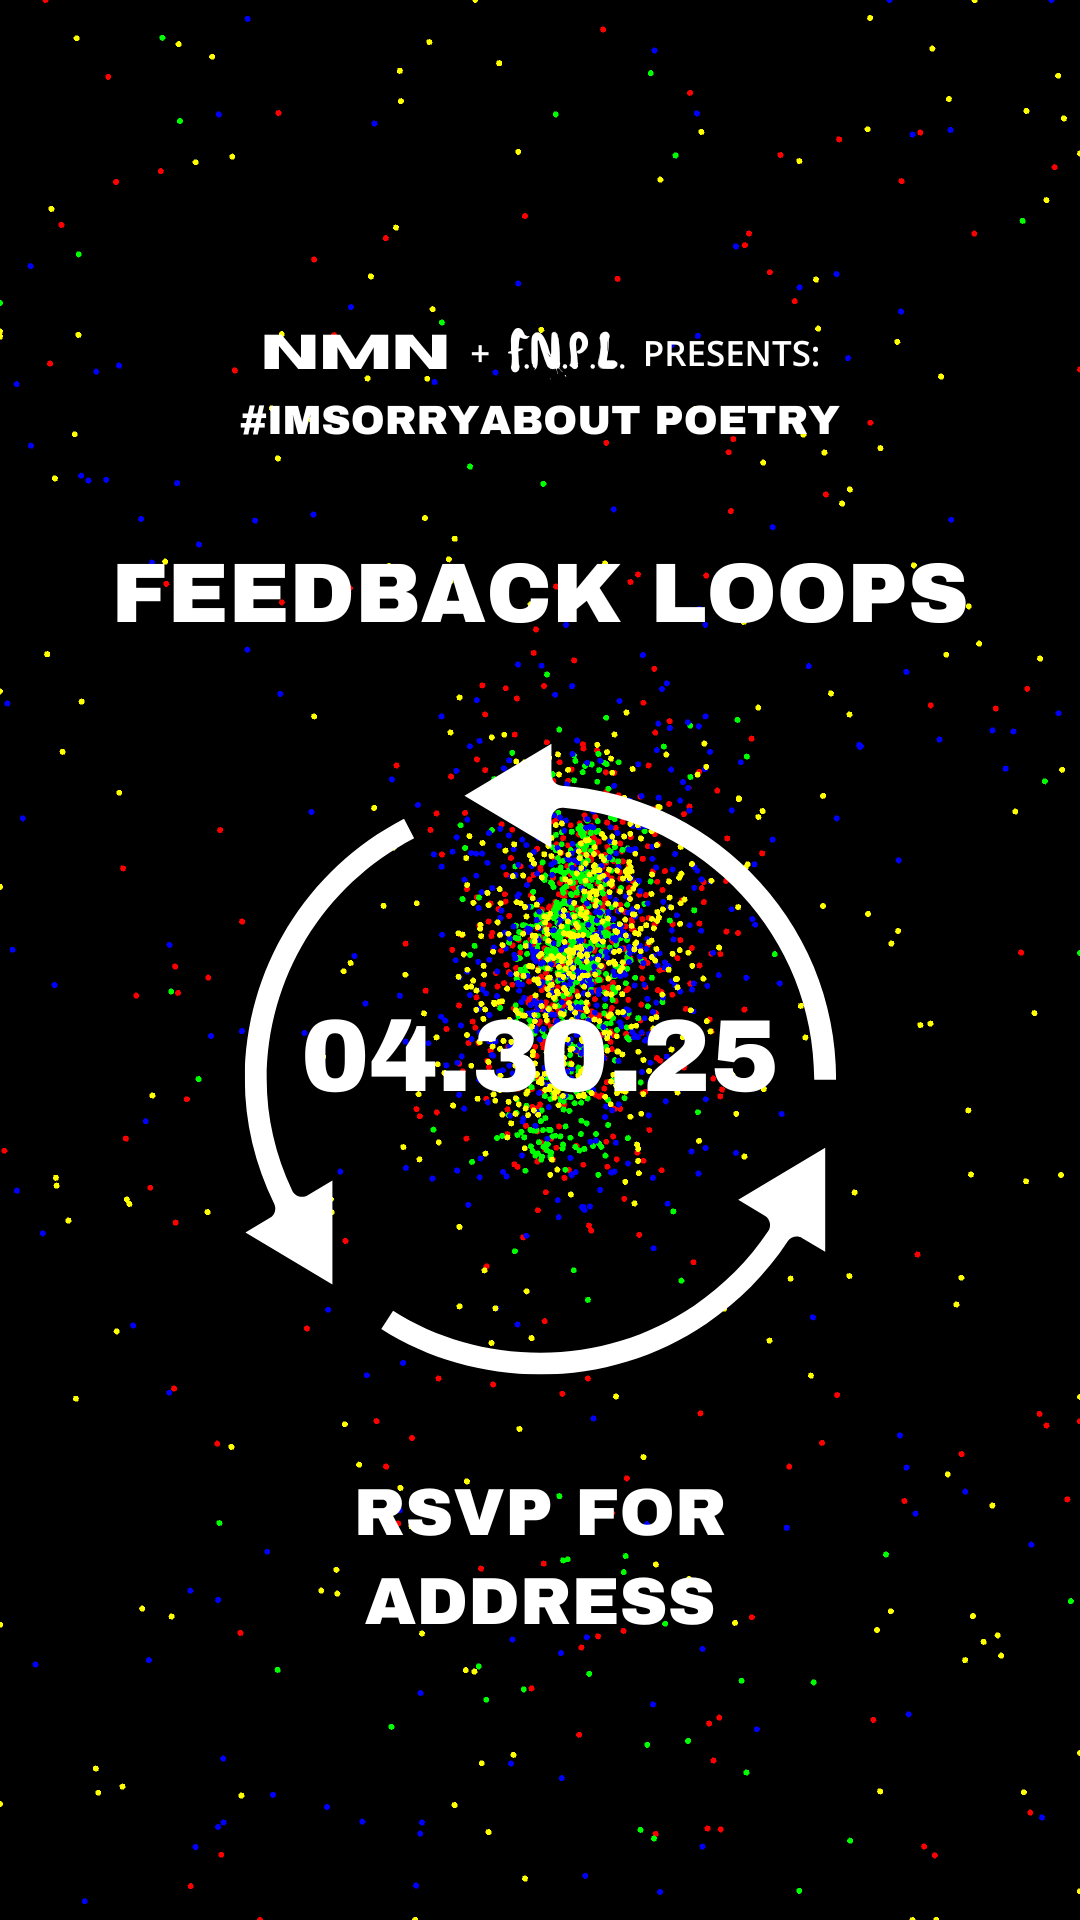 NMN + F.N.P.L. PRESENTS:
#IMSORRYABOUT POETRY
FEEDBACK LOOPS
04.30.25
RSVP FOR
ADDRESS